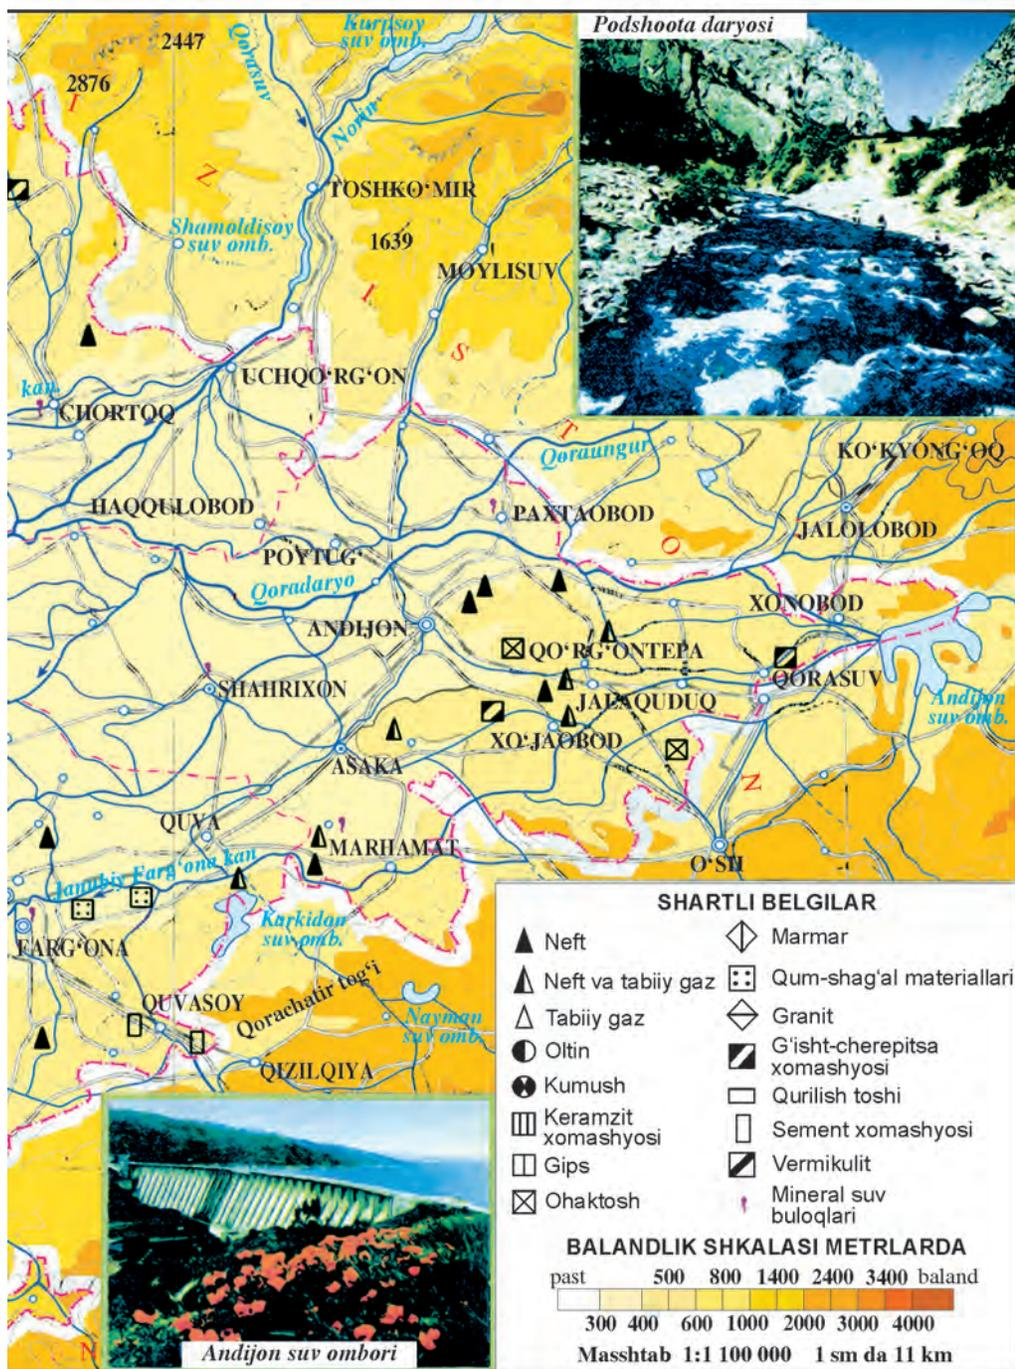 Podshoota daryosi
Kurpsoy
suv omb.
2447
Qorasuv
2876
I
Norin
Z
TOSHKO‘MIR
Shamoldisoy
suv omb.
1639
MOYLISUV
I
S
UCHQO‘RG‘ON
kan.
CHORTOQ
T
Qoraungur
KO‘KYONG‘OQ
HAQQULOBOD
PAXTAOBOD
JALOLOBOD
POYTUG‘
O
Qoradaryo
XONOBOD
ANDIJON
QO‘RG‘ONTEPA
QORASUV
SHAHRIXON
JALAQUDUQ
Andijon
suv omb.
XO‘JAOBOD
ASAKA
N
QUVA
MARHAMAT
O‘SH
Janubiy Farg‘ona kan
Karkidon
suv omb.
FARG‘ONA
Qorachatir tog‘i
QUVASOY
Nayman
suv omb.
QIZILQIYA
N
Andijon suv ombori
SHARTLI BELGILAR
Neft
Neft va tabiiy gaz
Tabiiy gaz
Oltin
Kumush
Keramzit
xomashyosi
Gips
Ohaktosh
Marmar
Qum-shag‘al materiallari
Granit
G‘isht-cherepitsa
xomashyosi
Qurilish toshi
Sement xomashyosi
Vermikulit
Mineral suv
buloqlari
BALANDLIK SHKALASI METRLARDA
past 500 800 1400 2400 3400 baland
300 400 600 1000 2000 3000 4000
Masshtab 1:1 100 000 1 sm da 11 km